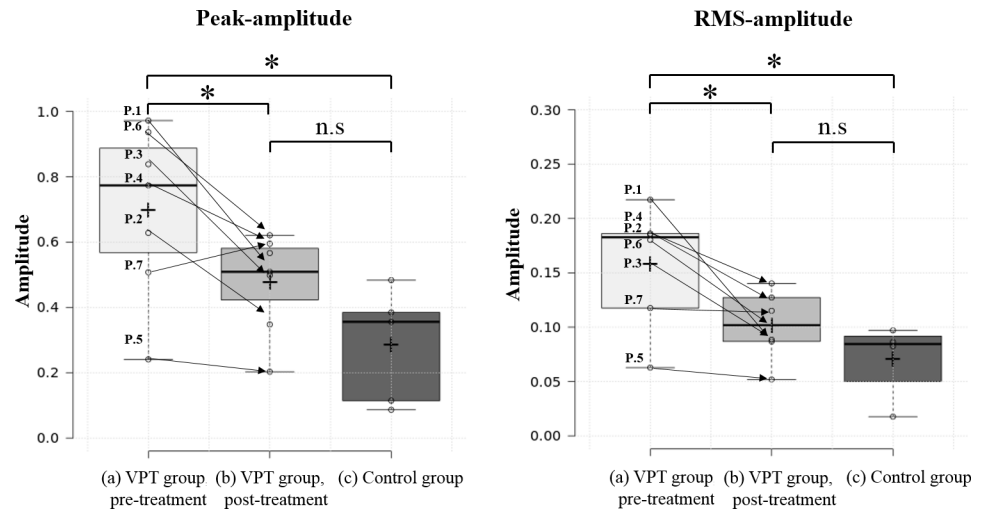 Peak-amplitude
*
*
n.s
Amplitude
1.0
0.8
0.6
0.4
0.2
0.0
P.1
P.6
P.3
P.4
P.2
P.7
P.5
(a) VPT group, pre-treatment
(b) VPT group, post-treatment
(c) Control group
RMS-amplitude
*
*
n.s
Amplitude
0.30
0.25
0.20
0.15
0.10
0.05
0.00
P.1
P.4
P.2
P.6
P.3
P.7
P.5
(a) VPT group
pre-treatment
(b) VPT group,
post-treatment
(c) Control group